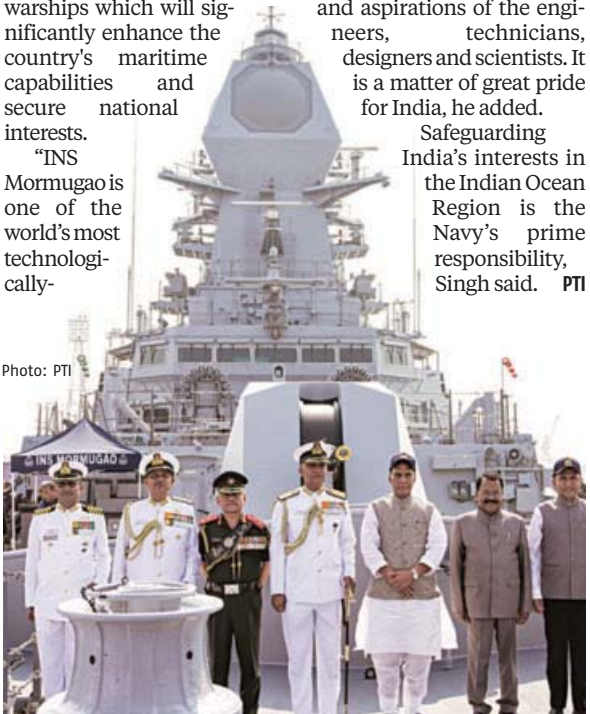 warships which will sig-
nificantly enhance the
country's maritime
capabilities and
secure national
interests.
“INS
Mormugao is
one of the
world’s most
technologi-
cally-
and aspirations of the engi-
neers, technicians,
designers and scientists. It
is a matter of great pride
for India, he added.
Safeguarding
India’s interests in
the Indian Ocean
Region is the
Navy’s prime
responsibility,
Singh said. PTI
Photo: PTI
INS MORMUGAO